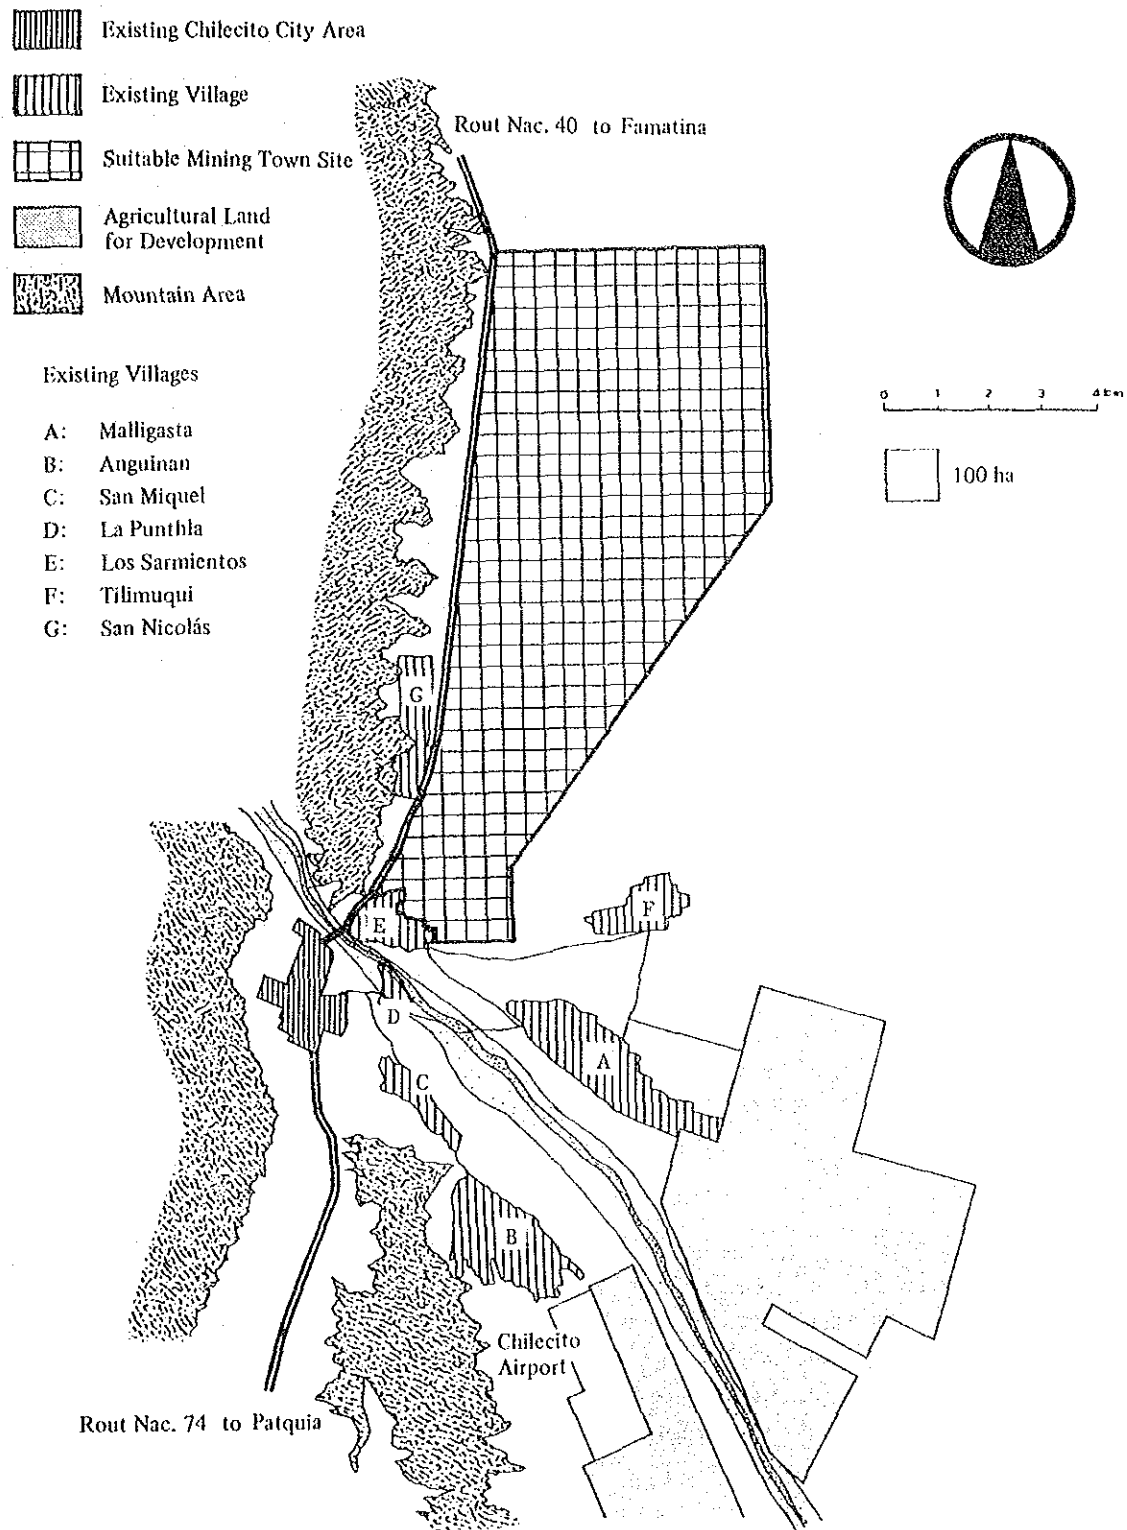 Existing Chilecito City Area
Existing Village
Suitable Mining Town Site
Agricultural Land
for Development
Mountain Area
Rout Nac. 40 to Famatina
Existing Villages
A: Malligasta
B: Anguinan
C: San Miquel
D: La Punthla
E: Los Sarmientos
F: Tilimuqui
G: San Nicolás
0 1 2 3 4 km
100 ha
G
E
F
D
A
C
B
Chilecito
Airport
Rout Nac. 74 to Patquia